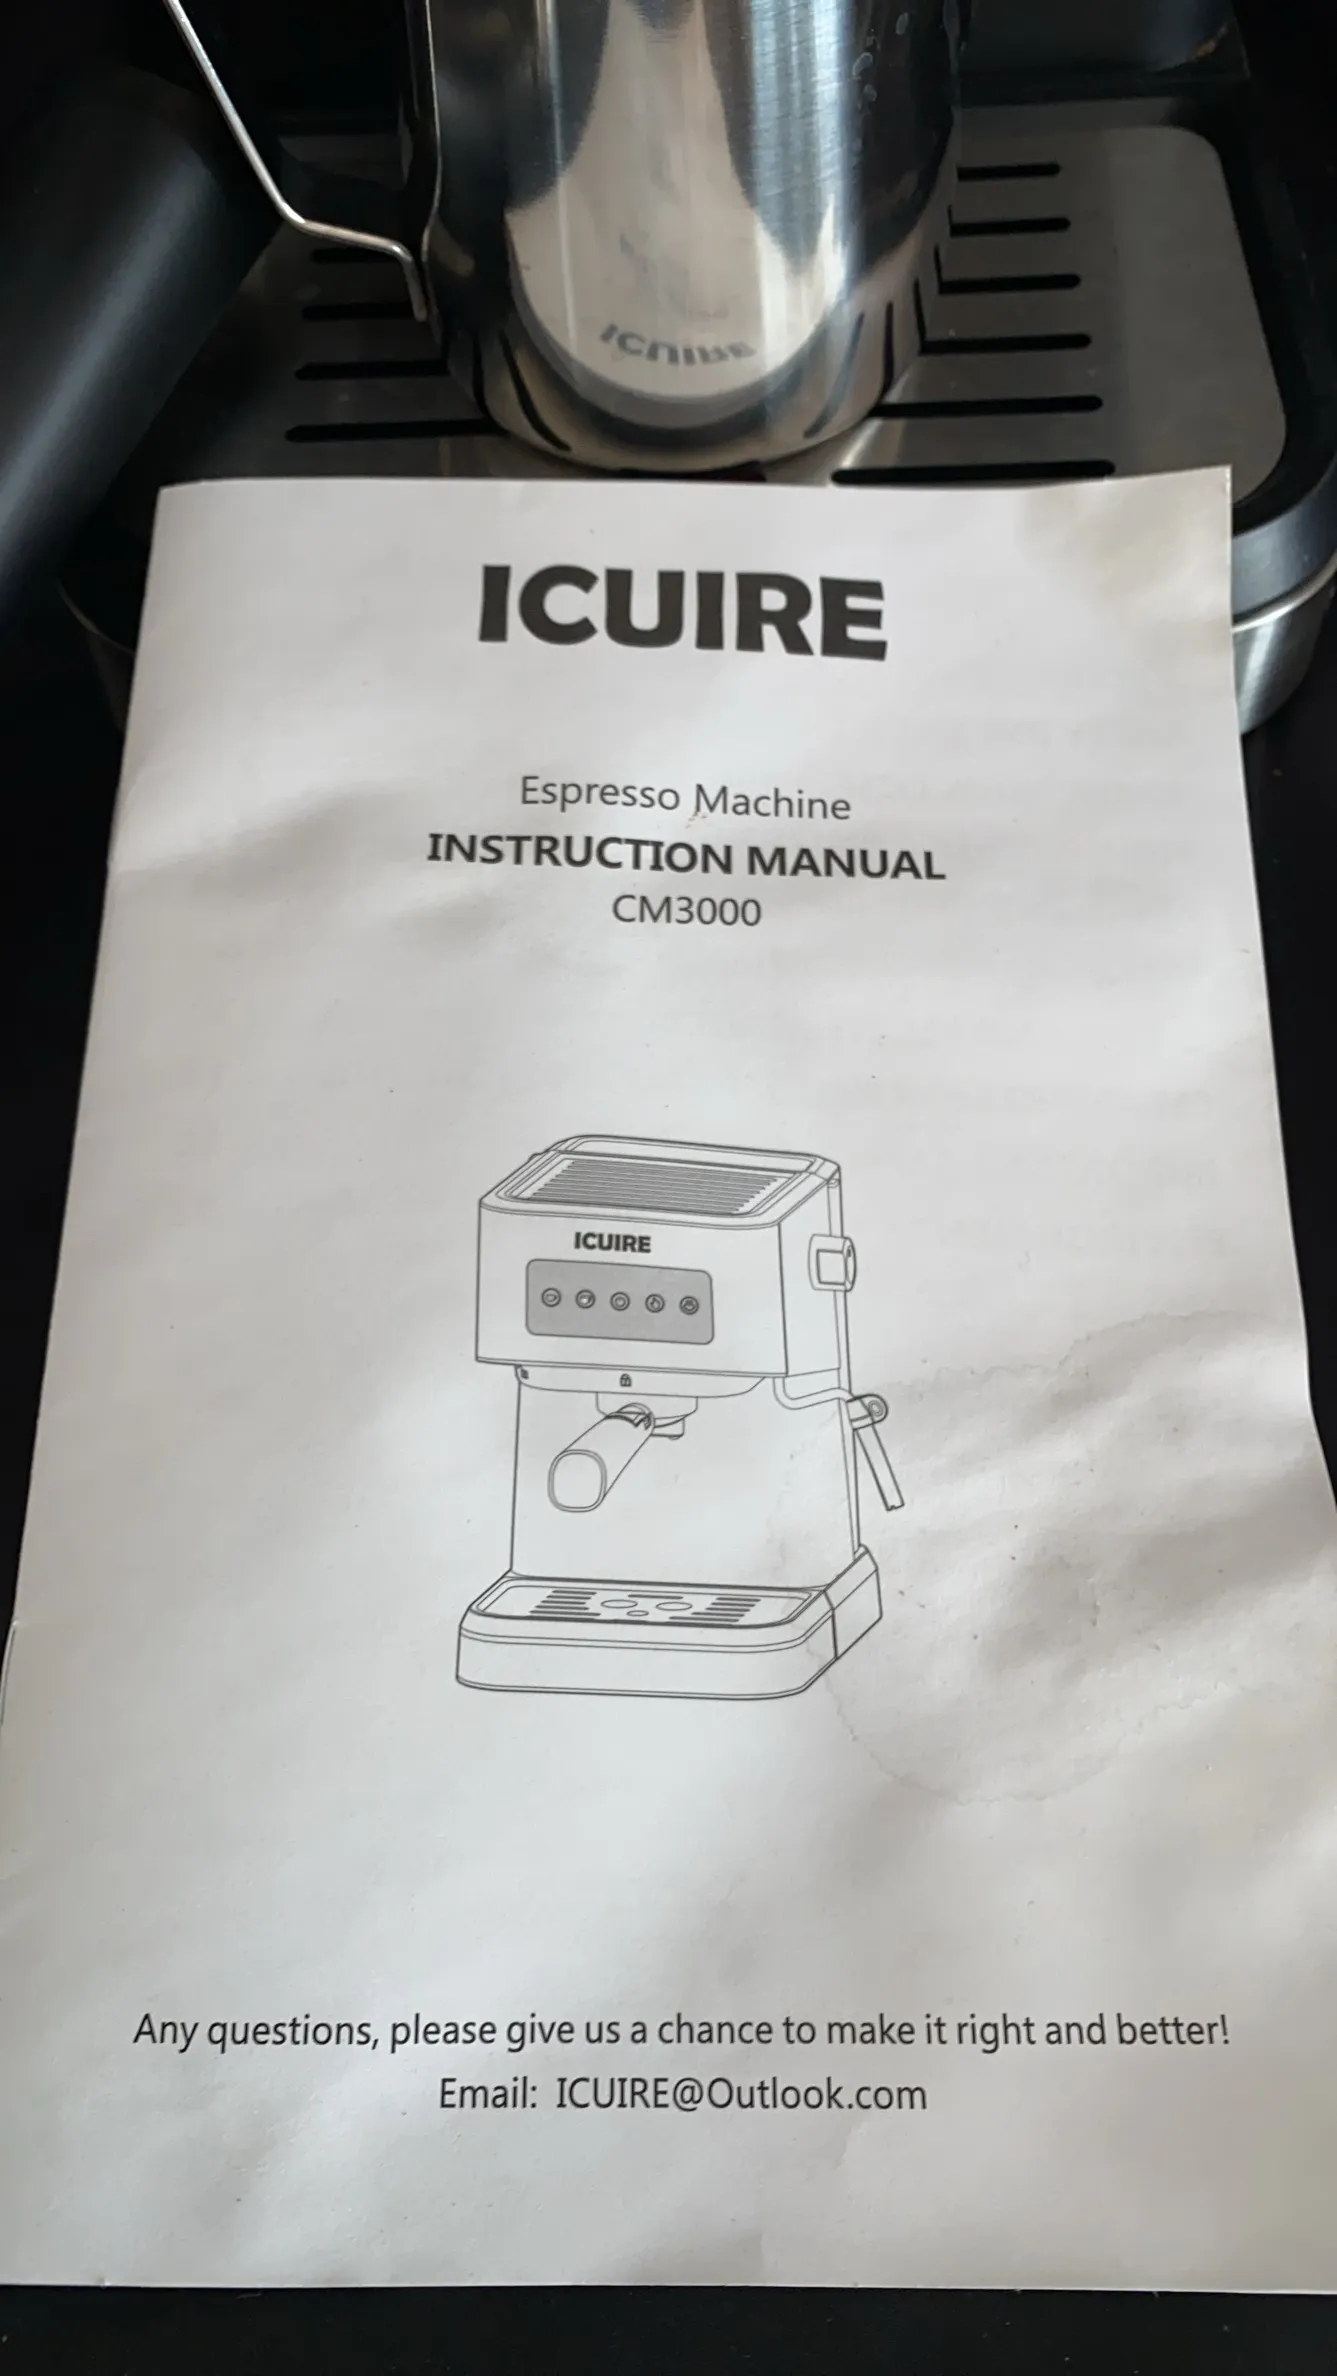 ICUIRE
Espresso Machine
INSTRUCTION MANUAL
CM3000
ICUIRE
Any questions, please give us a chance to make it right and better!
Email: ICUIRE@Outlook.com